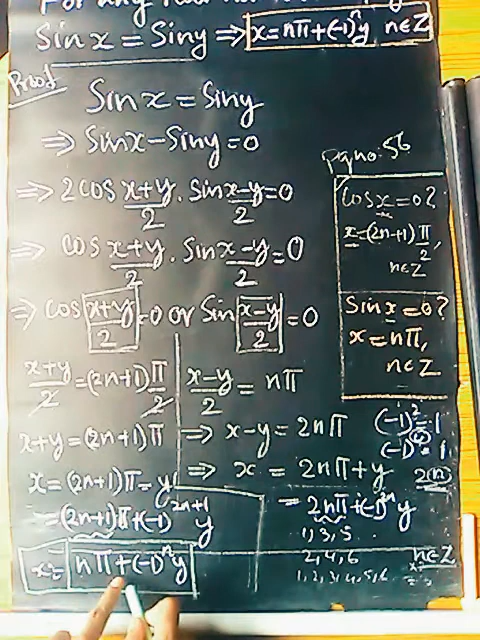 For any
Sin x = Sin y ⇒ x = nπ + (-1)ⁿ y n∈Z
Proof
Sin x = Sin y
⇒ Sin x - Sin y = 0
⇒ 2 cos x+y/2 . Sin x-y/2 = 0
⇒ cos x+y/2 . Sin x-y/2 = 0
⇒ cos x+y/2 = 0 or Sin x-y/2 = 0
x+y/2 = (2n+1) π/2
x+y = (2n+1)π
x = (2n+1)π - y
= (2n+1)π + (-1)²ⁿ⁺¹ y
x-y/2 = nπ
⇒ x-y = 2nπ
⇒ x = 2nπ + y
= 2nπ + (-1)²ⁿ y
1, 3, 5
2, 4, 6
1, 2, 3, 4, 5, 6
x = nπ + (-1)ⁿ y
n∈Z
pg no. 56
Cos x = 0?
x = (2n+1) π/2,
n∈Z
Sin x = 0?
x = nπ,
n∈Z
(-1)² = 1
2(n)